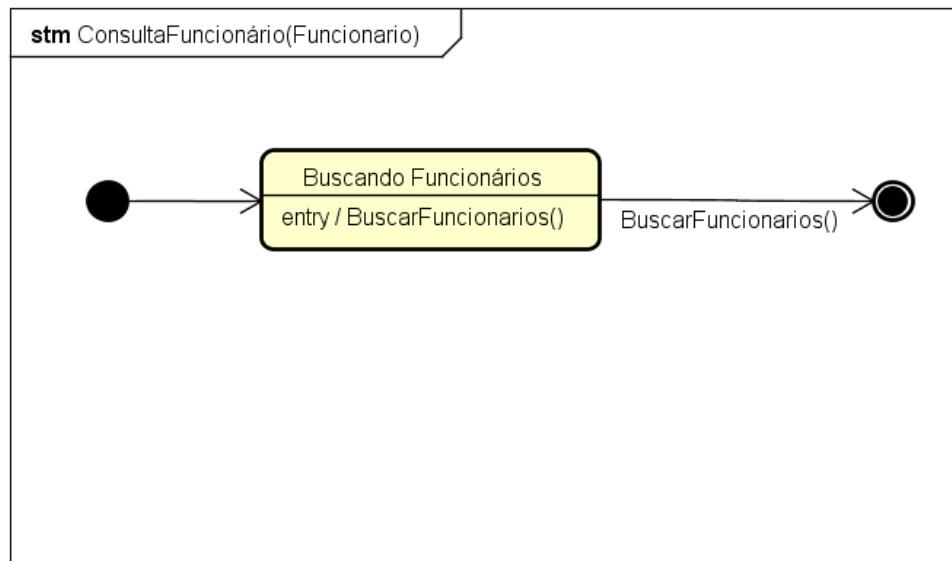 stm ConsultaFuncionário(Funcionario)
Buscando Funcionários
entry / BuscarFuncionarios()
BuscarFuncionarios()